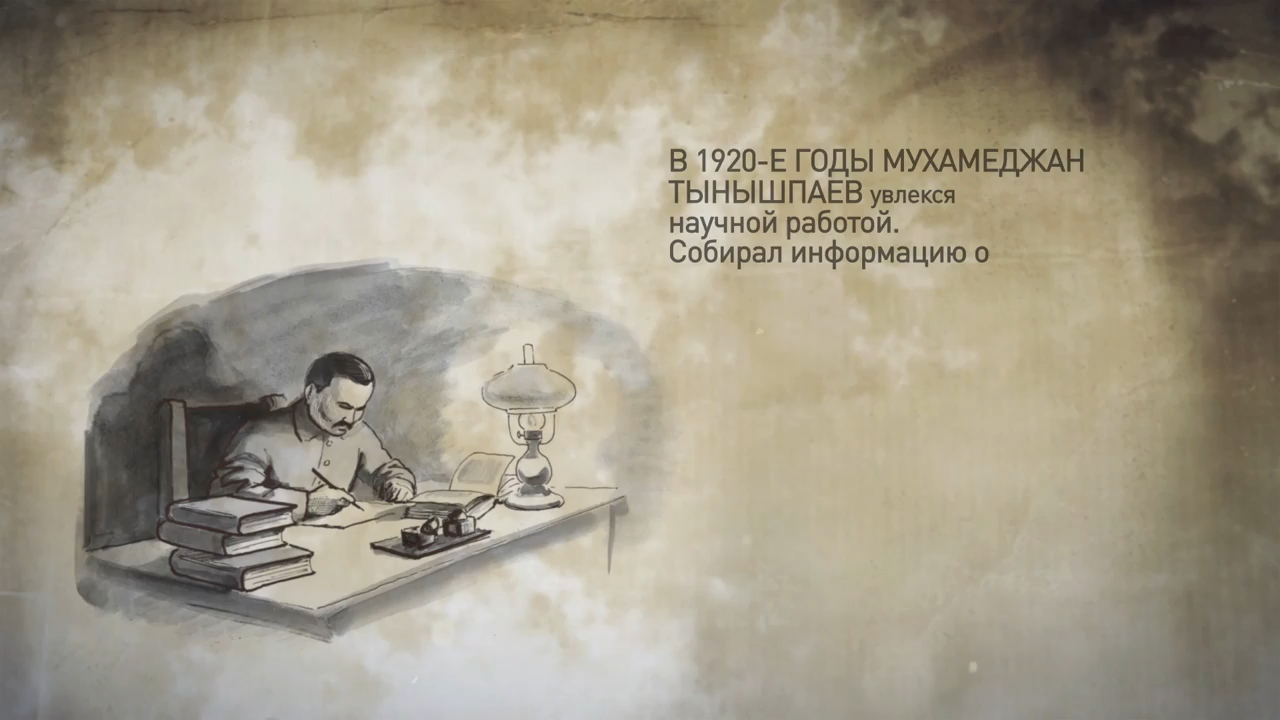 В 1920-Е ГОДЫ МУХАМЕДЖАН
ТЫНЫШПАЕВ увлекся
научной работой.
Собирал информацию о